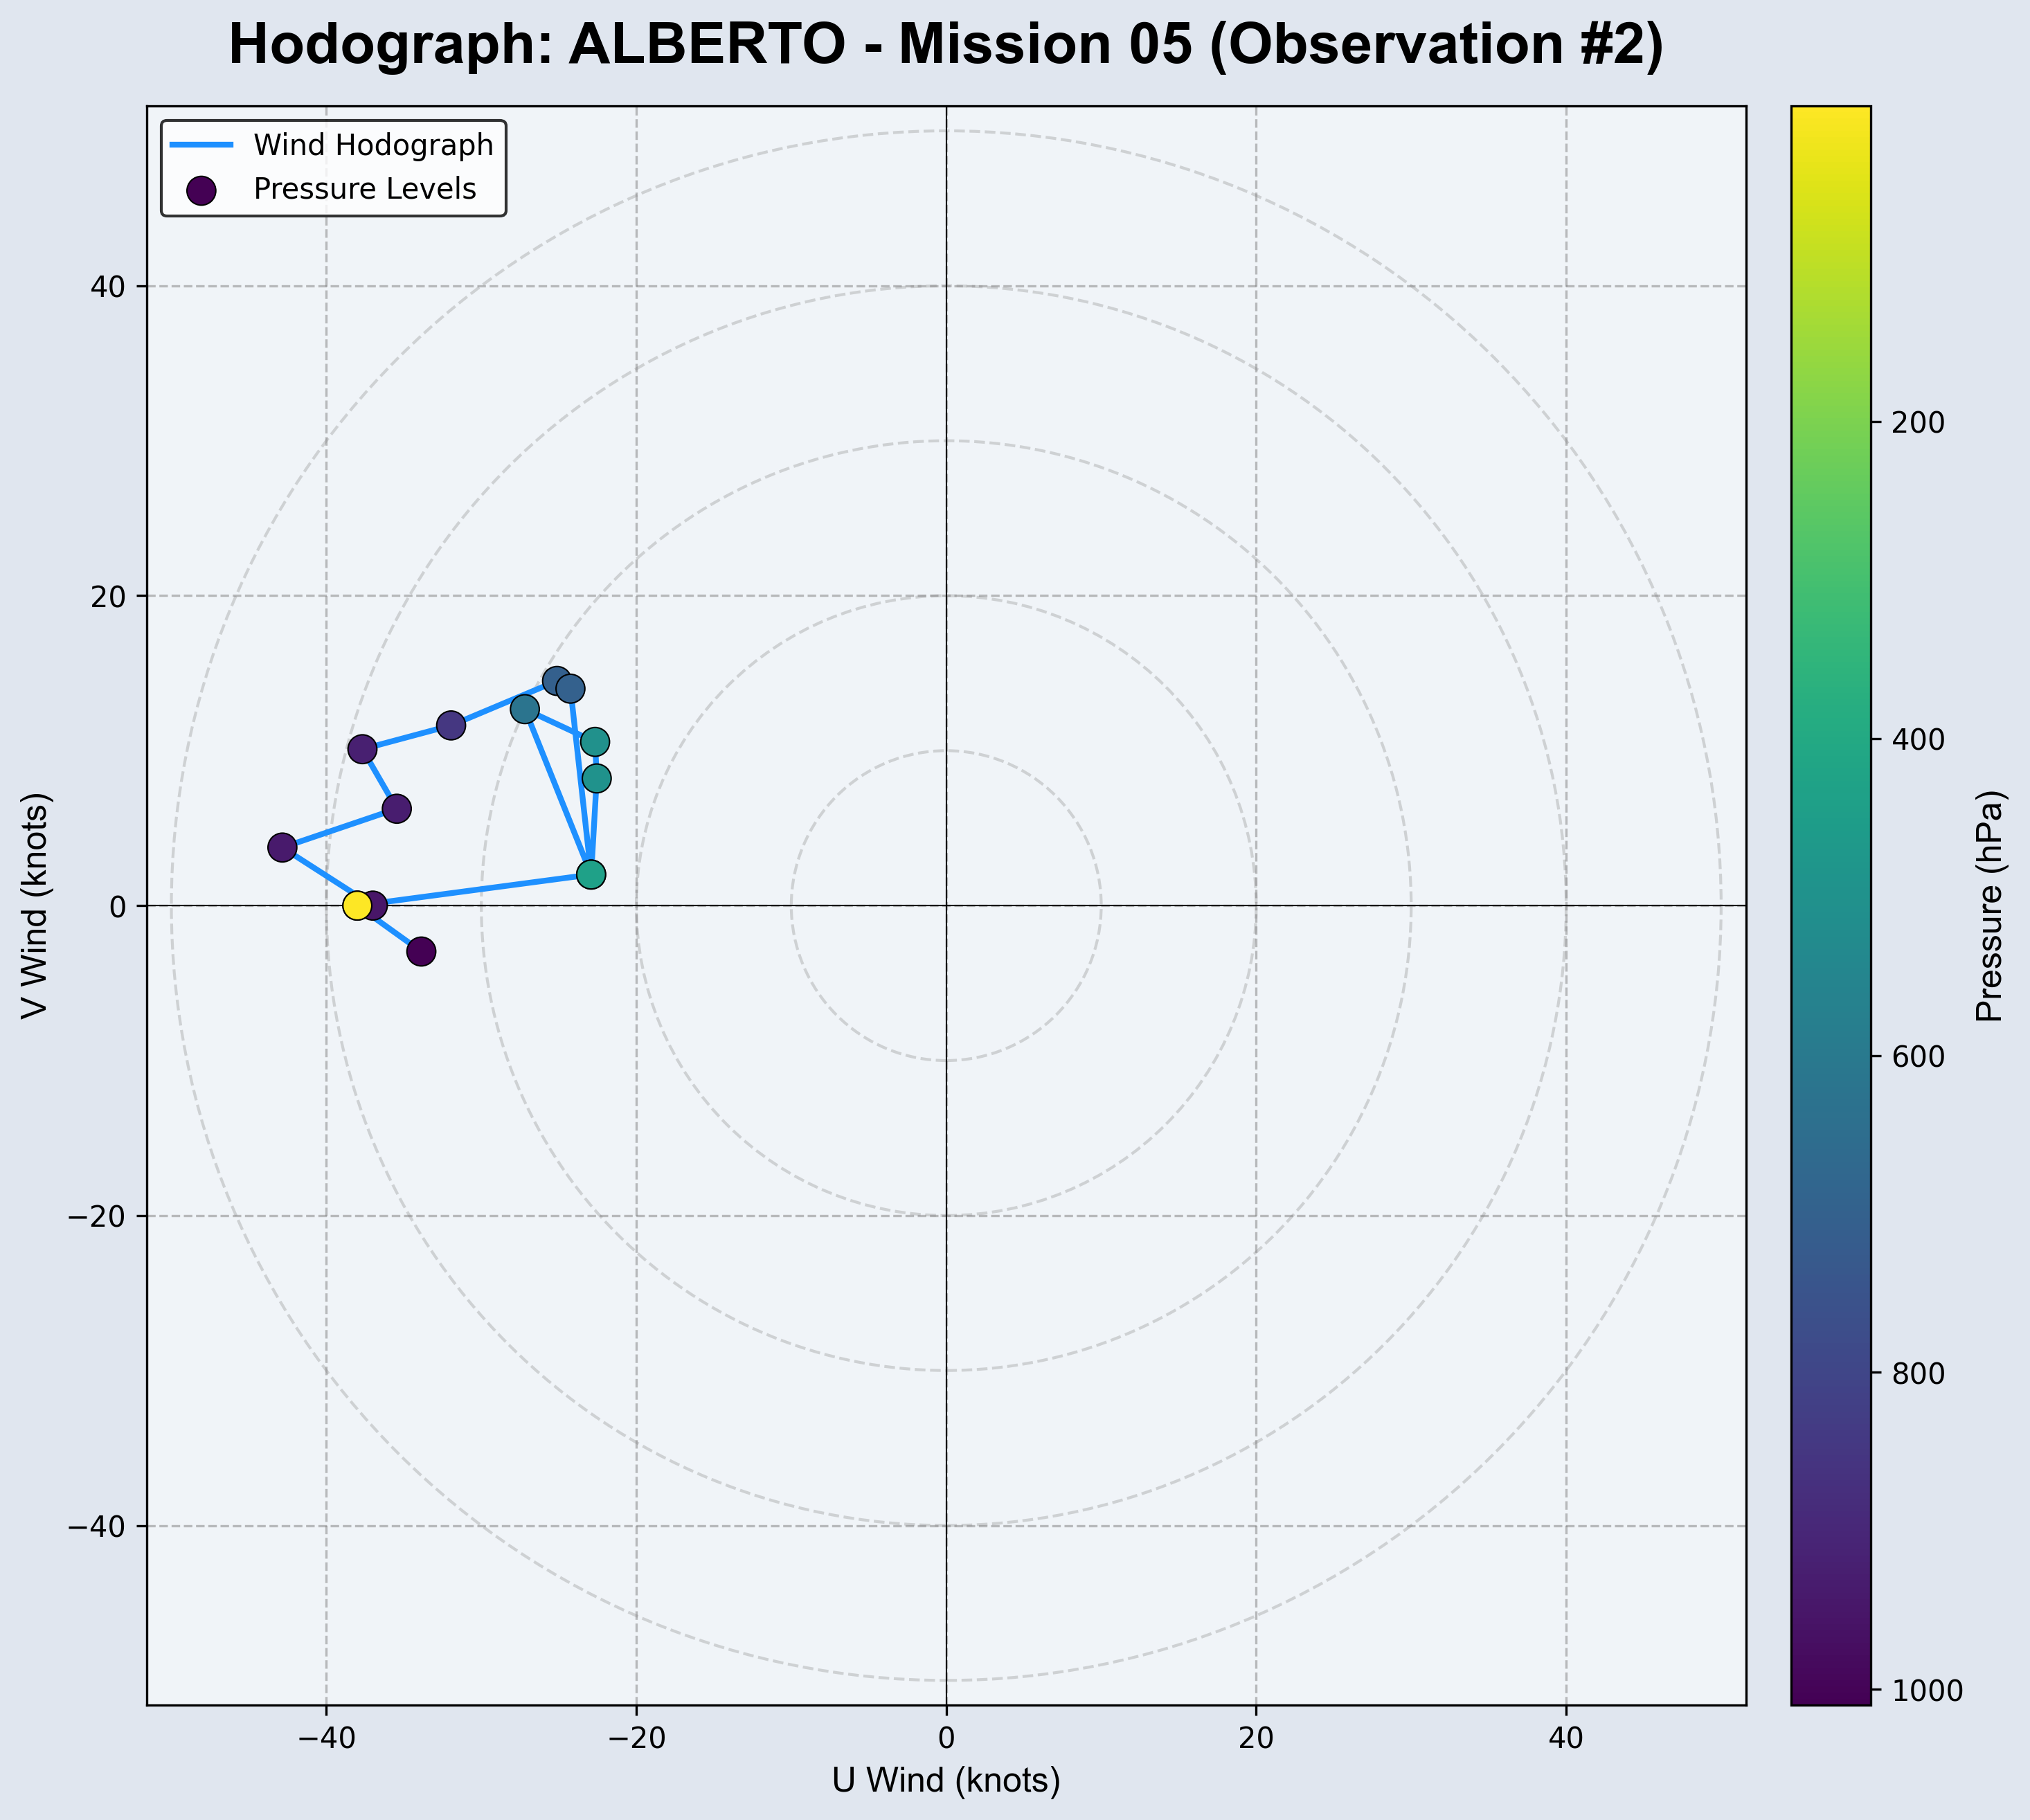 Hodograph: ALBERTO - Mission 05 (Observation #2)
Wind Hodograph
Pressure Levels
40
20
0
−20
−40
V Wind (knots)
−40
−20
0
20
40
U Wind (knots)
200
400
600
800
1000
Pressure (hPa)